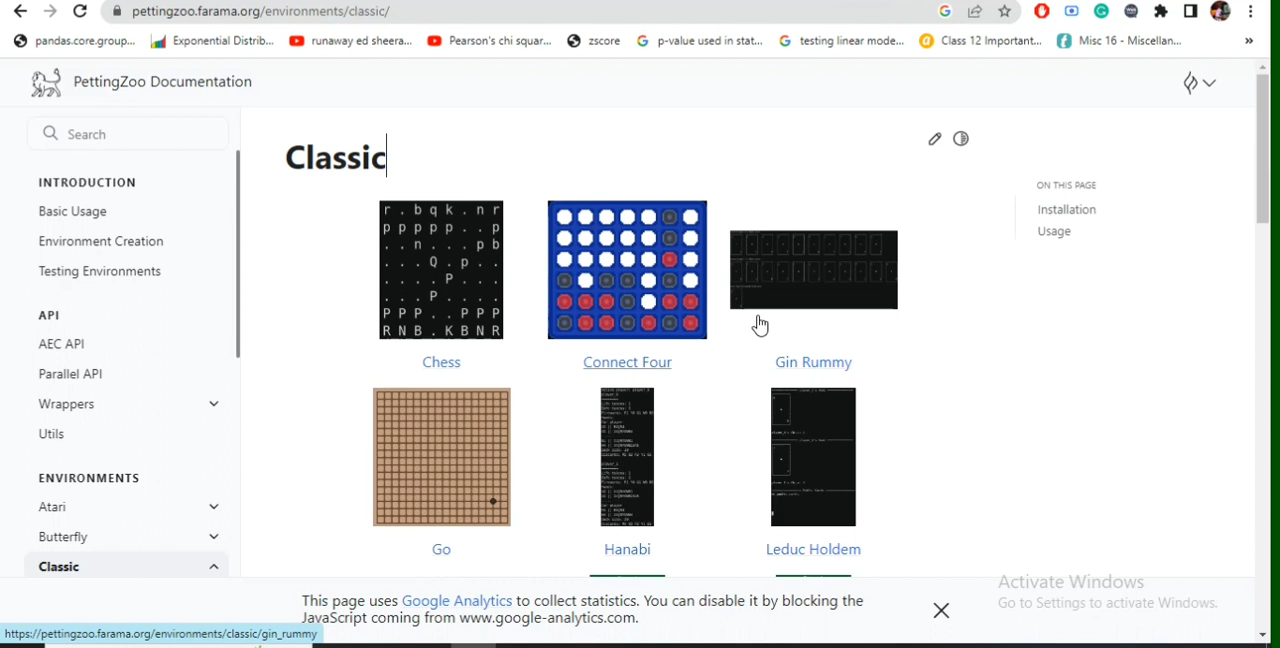 pettingzoo.farama.org/environments/classic/
pandas.core.group... Exponential Distrib... runaway ed sheera... Pearson's chi squar... zscore p-value used in stat... testing linear mode... Class 12 Important... Misc 16 - Miscellan... »
PettingZoo Documentation
Search
INTRODUCTION
Basic Usage
Environment Creation
Testing Environments
API
AEC API
Parallel API
Wrappers
Utils
ENVIRONMENTS
Atari
Butterfly
Classic
Classic
r . b q k . n r
p p p p p . . p
. . n . . . p b
. . . Q . p . .
. . . . P . . .
. . . P . . . .
P P P . . P P P
R N B . K B N R
Chess
Connect Four
Gin Rummy
Go
Hanabi
Leduc Holdem
ON THIS PAGE
Installation
Usage
This page uses Google Analytics to collect statistics. You can disable it by blocking the
JavaScript coming from www.google-analytics.com.
Activate Windows
Go to Settings to activate Windows.
https://pettingzoo.farama.org/environments/classic/gin_rummy